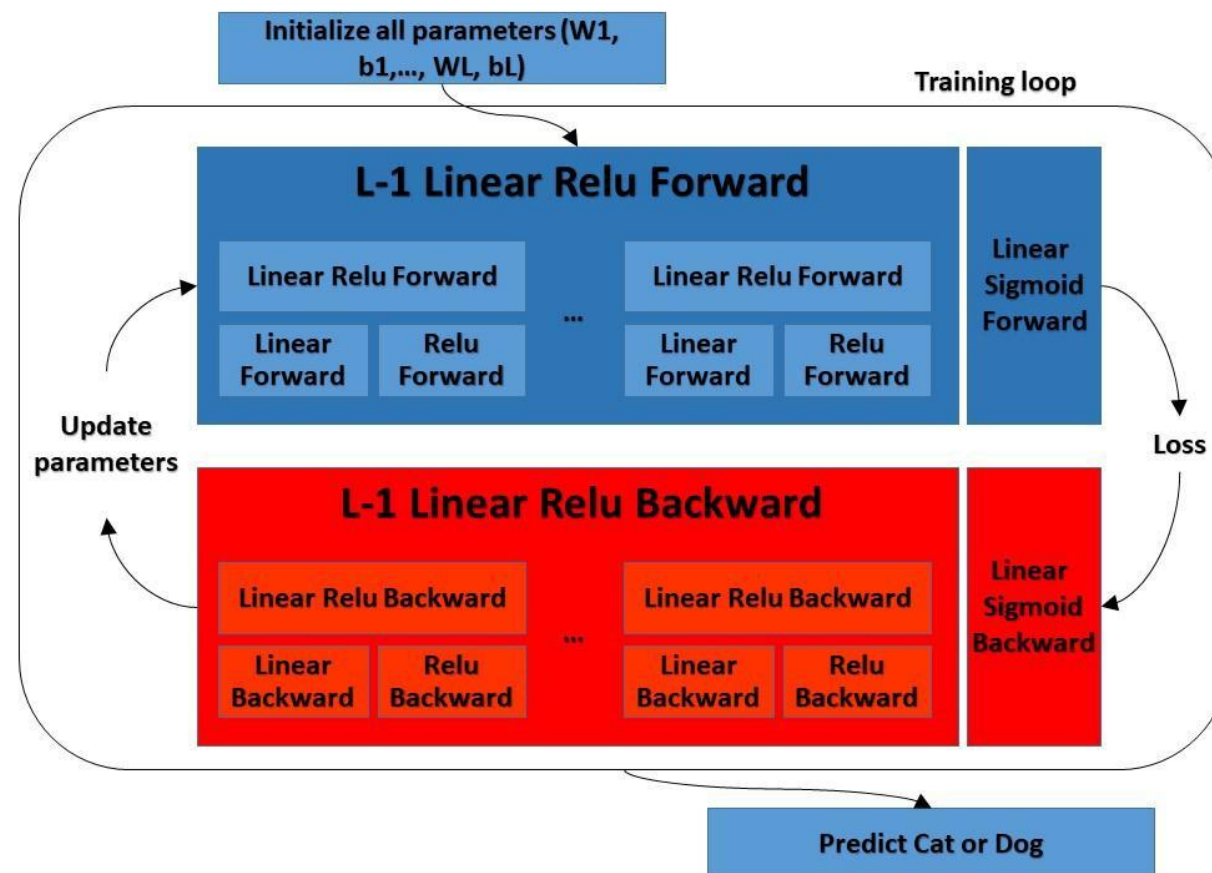 Initialize all parameters (W1,
b1,..., WL, bL)
Training loop
L-1 Linear Relu Forward
Linear Relu Forward
Linear Relu Forward
...
Linear
Forward
Relu
Forward
Linear
Forward
Relu
Forward
Linear
Sigmoid
Forward
Update
parameters
Loss
L-1 Linear Relu Backward
Linear Relu Backward
Linear Relu Backward
...
Linear
Backward
Relu
Backward
Linear
Backward
Relu
Backward
Linear
Sigmoid
Backward
Predict Cat or Dog